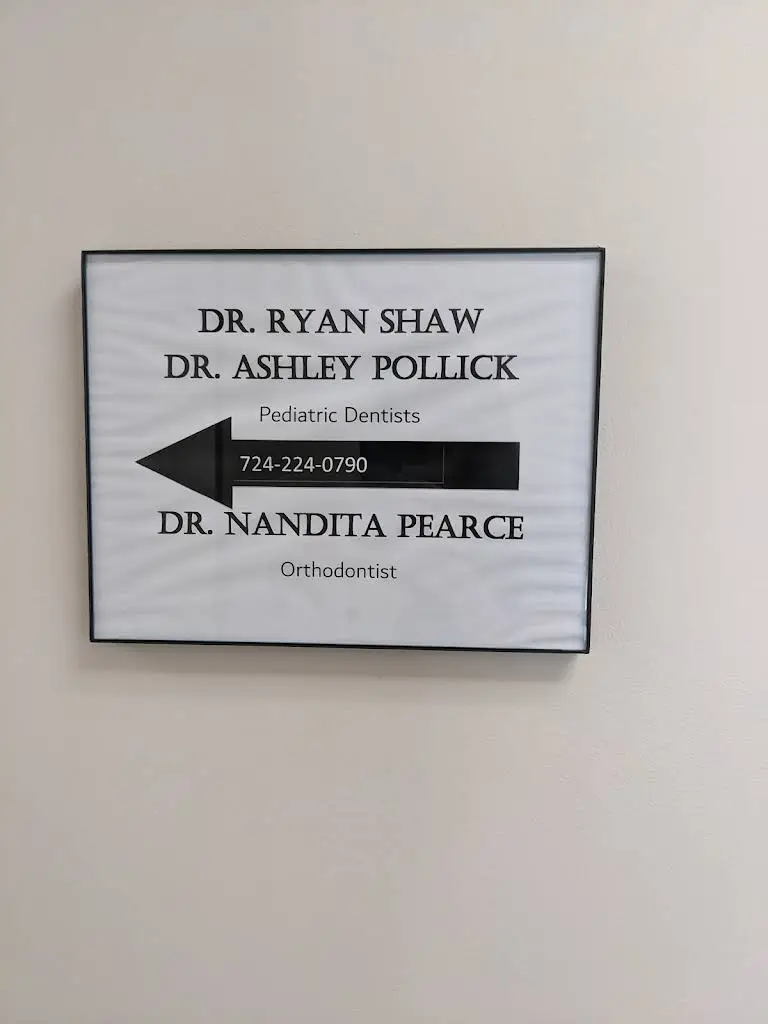 DR. RYAN SHAW
DR. ASHLEY POLLICK
Pediatric Dentists
724-224-0790
DR. NANDITA PEARCE
Orthodontist